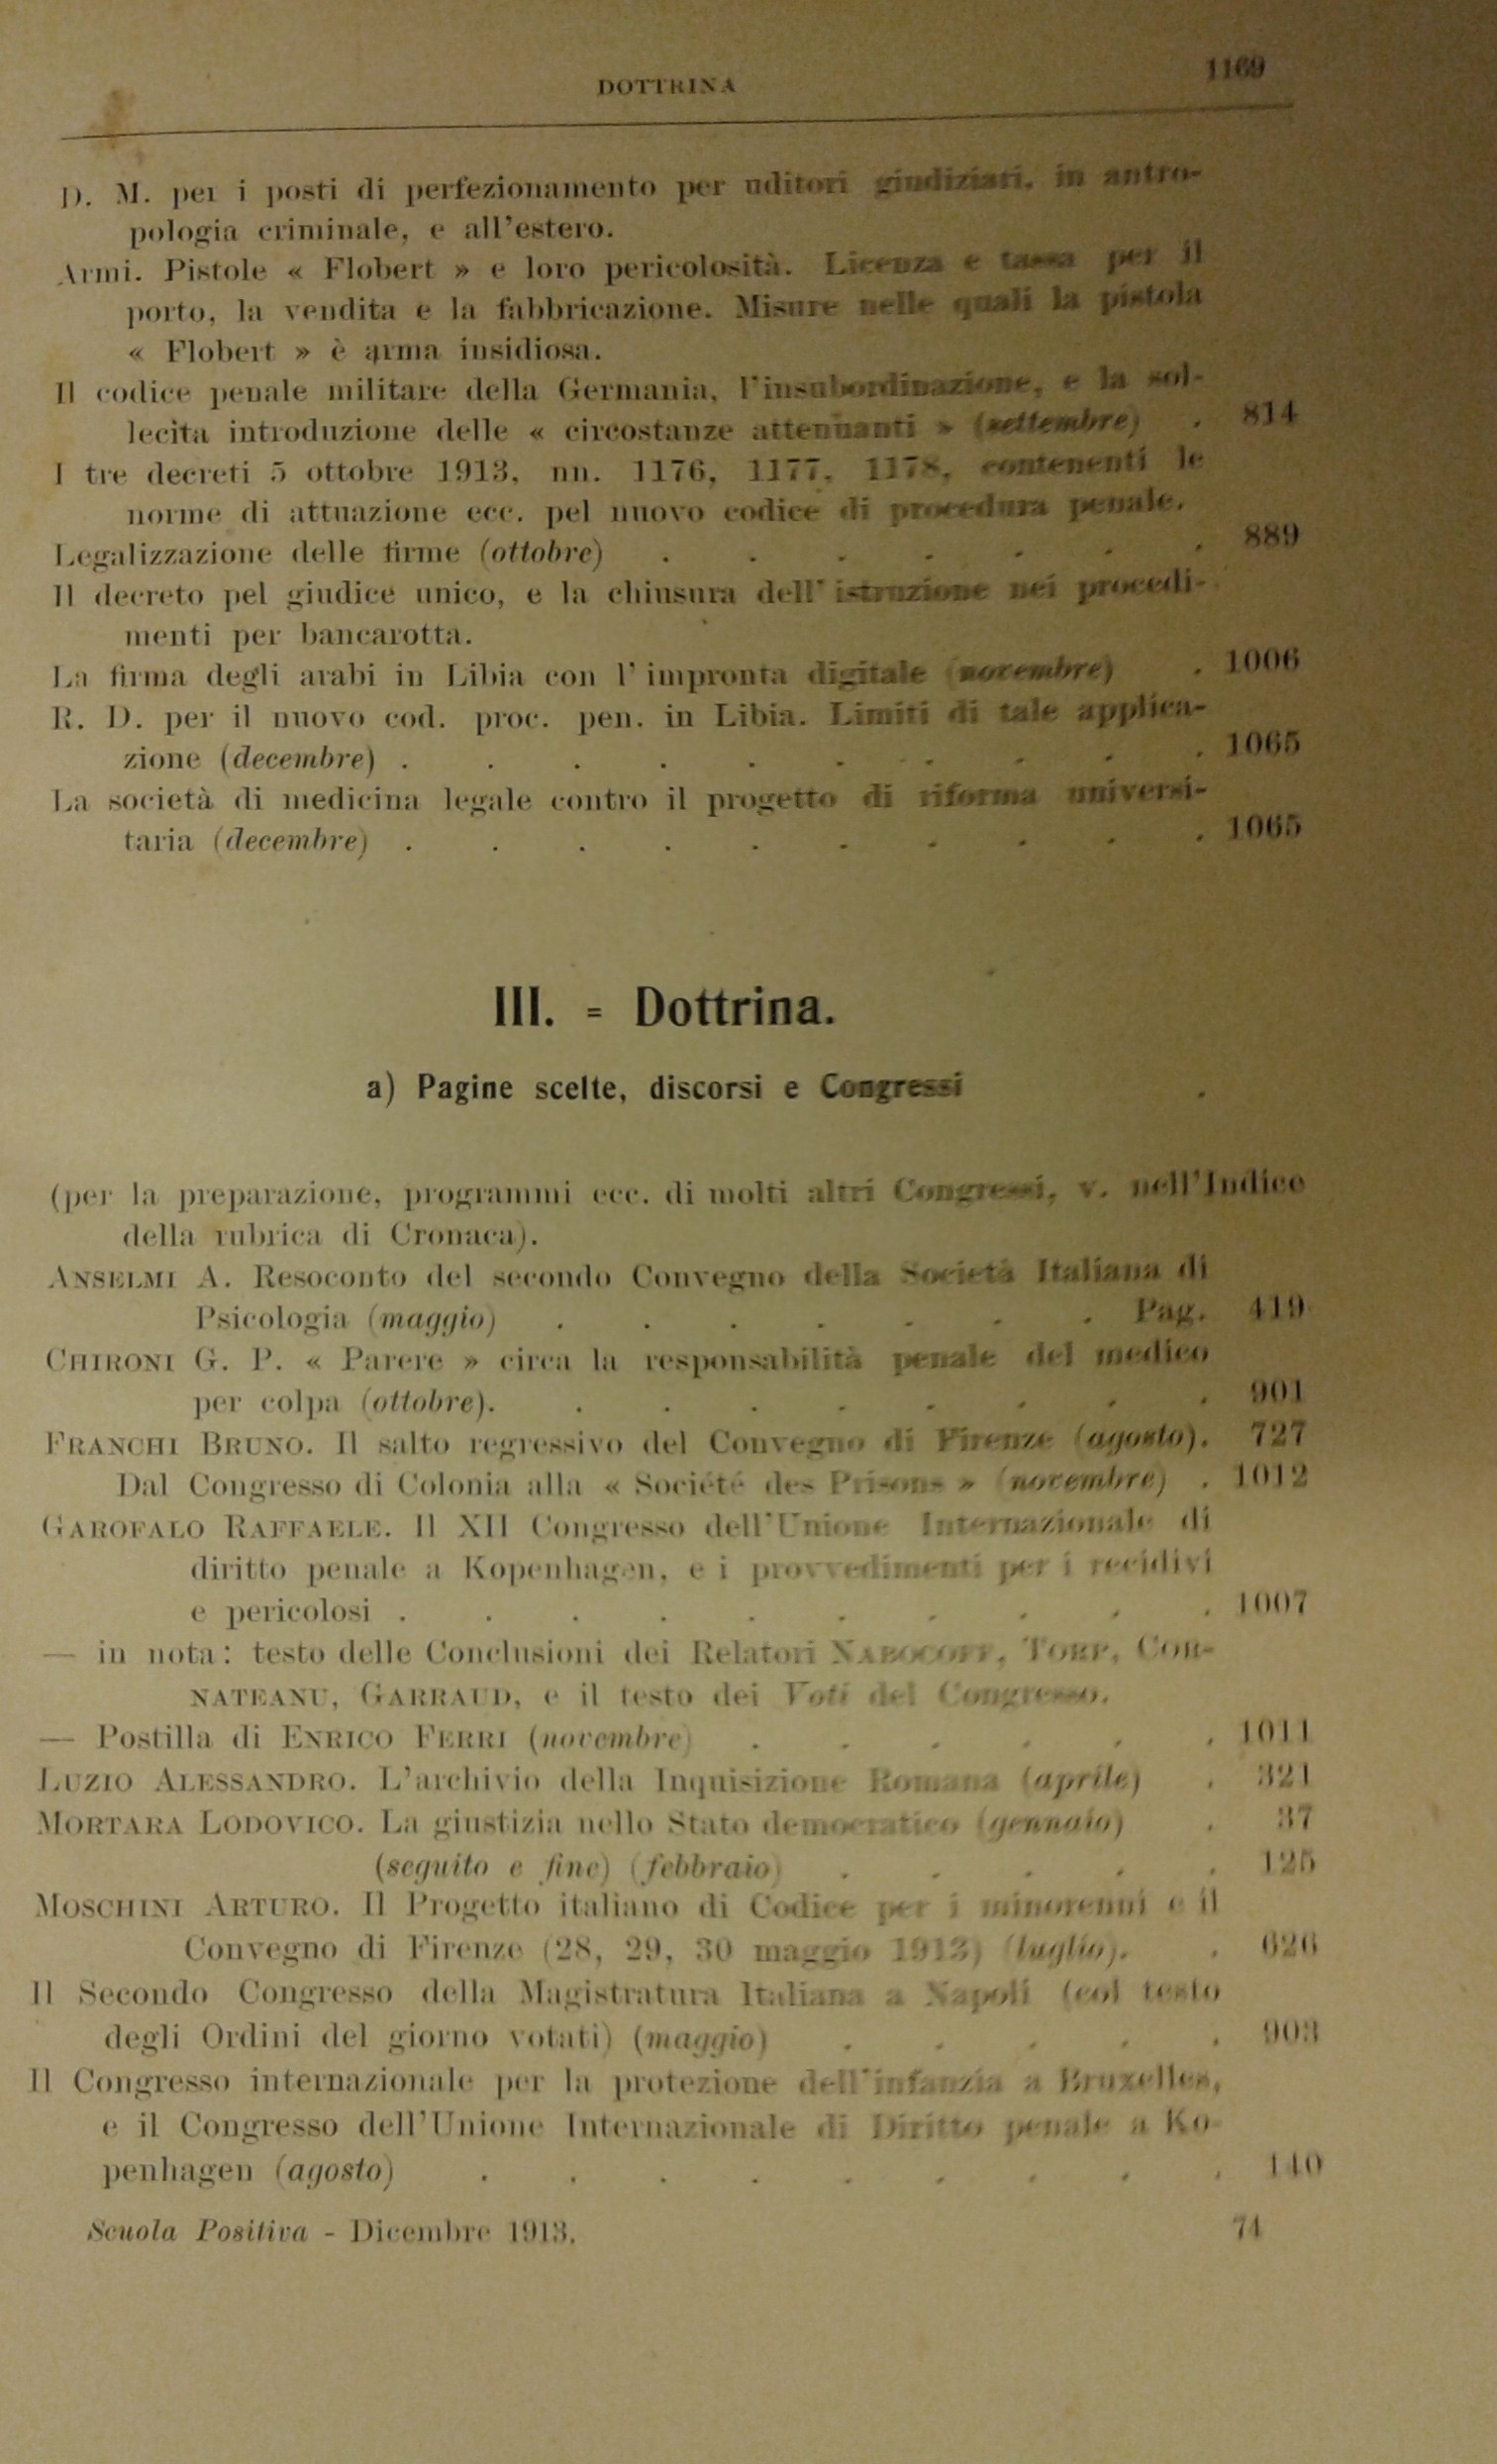 DOTTRINA 1169
D. M. per i posti di perfezionamento per uditori giudiziari, in antro-
pologia criminale, e all'estero.
Armi. Pistole « Flobert » e loro pericolosità. Licenza e tassa per il
porto, la vendita e la fabbricazione. Misure nelle quali la pistola
« Flobert » è arma insidiosa.
Il codice penale militare della Germania, l'insubordinazione, e la sol-
lecita introduzione delle « circostanze attenuanti » (settembre) . 814
I tre decreti 5 ottobre 1913, nn. 1176, 1177, 1178, contenenti le
norme di attuazione ecc. pel nuovo codice di procedura penale.
Legalizzazione delle firme (ottobre) . . . . . . . 889
Il decreto pel giudice unico, e la chiusura dell'istruzione nei procedi-
menti per bancarotta.
La firma degli arabi in Libia con l'impronta digitale (novembre) . 1006
R. D. per il nuovo cod. proc. pen. in Libia. Limiti di tale applica-
zione (decembre) . . . . . . . . . . 1065
La società di medicina legale contro il progetto di riforma universi-
taria (decembre) . . . . . . . . . . 1065
III. = Dottrina.
a) Pagine scelte, discorsi e Congressi
(per la preparazione, programmi ecc. di molti altri Congressi, v. nell'Indice
della rubrica di Cronaca).
ANSELMI A. Resoconto del secondo Convegno della Società Italiana di
Psicologia (maggio) . . . . . . . Pag. 419
CHIRONI G. P. « Parere » circa la responsabilità penale del medico
per colpa (ottobre). . . . . . . . . 901
FRANCHI BRUNO. Il salto regressivo del Convegno di Firenze (agosto). 727
Dal Congresso di Colonia alla « Société des Prisons » (novembre) . 1012
GAROFALO RAFFAELE. Il XII Congresso dell'Unione Internazionale di
diritto penale a Kopenhagen, e i provvedimenti per i recidivi
e pericolosi . . . . . . . . . . 1007
— in nota: testo delle Conclusioni dei Relatori NABOCOFF, TORP, CON-
NATEANU, GARRAUD, e il testo dei Voti del Congresso.
— Postilla di ENRICO FERRI (novembre) . . . . . . 1011
LUZIO ALESSANDRO. L'archivio della Inquisizione Romana (aprile) . 321
MORTARA LODOVICO. La giustizia nello Stato democratico (gennaio) . 37
(seguito e fine) (febbraio) . . . . . 125
MOSCHINI ARTURO. Il Progetto italiano di Codice per i minorenni e il
Convegno di Firenze (28, 29, 30 maggio 1913) (luglio). . 626
Il Secondo Congresso della Magistratura Italiana a Napoli (col testo
degli Ordini del giorno votati) (maggio) . . . . . 903
Il Congresso internazionale per la protezione dell'infanzia a Bruxelles,
e il Congresso dell'Unione Internazionale di Diritto penale a Ko-
penhagen (agosto) . . . . . . . . . 140
Scuola Positiva - Dicembre 1913. 74